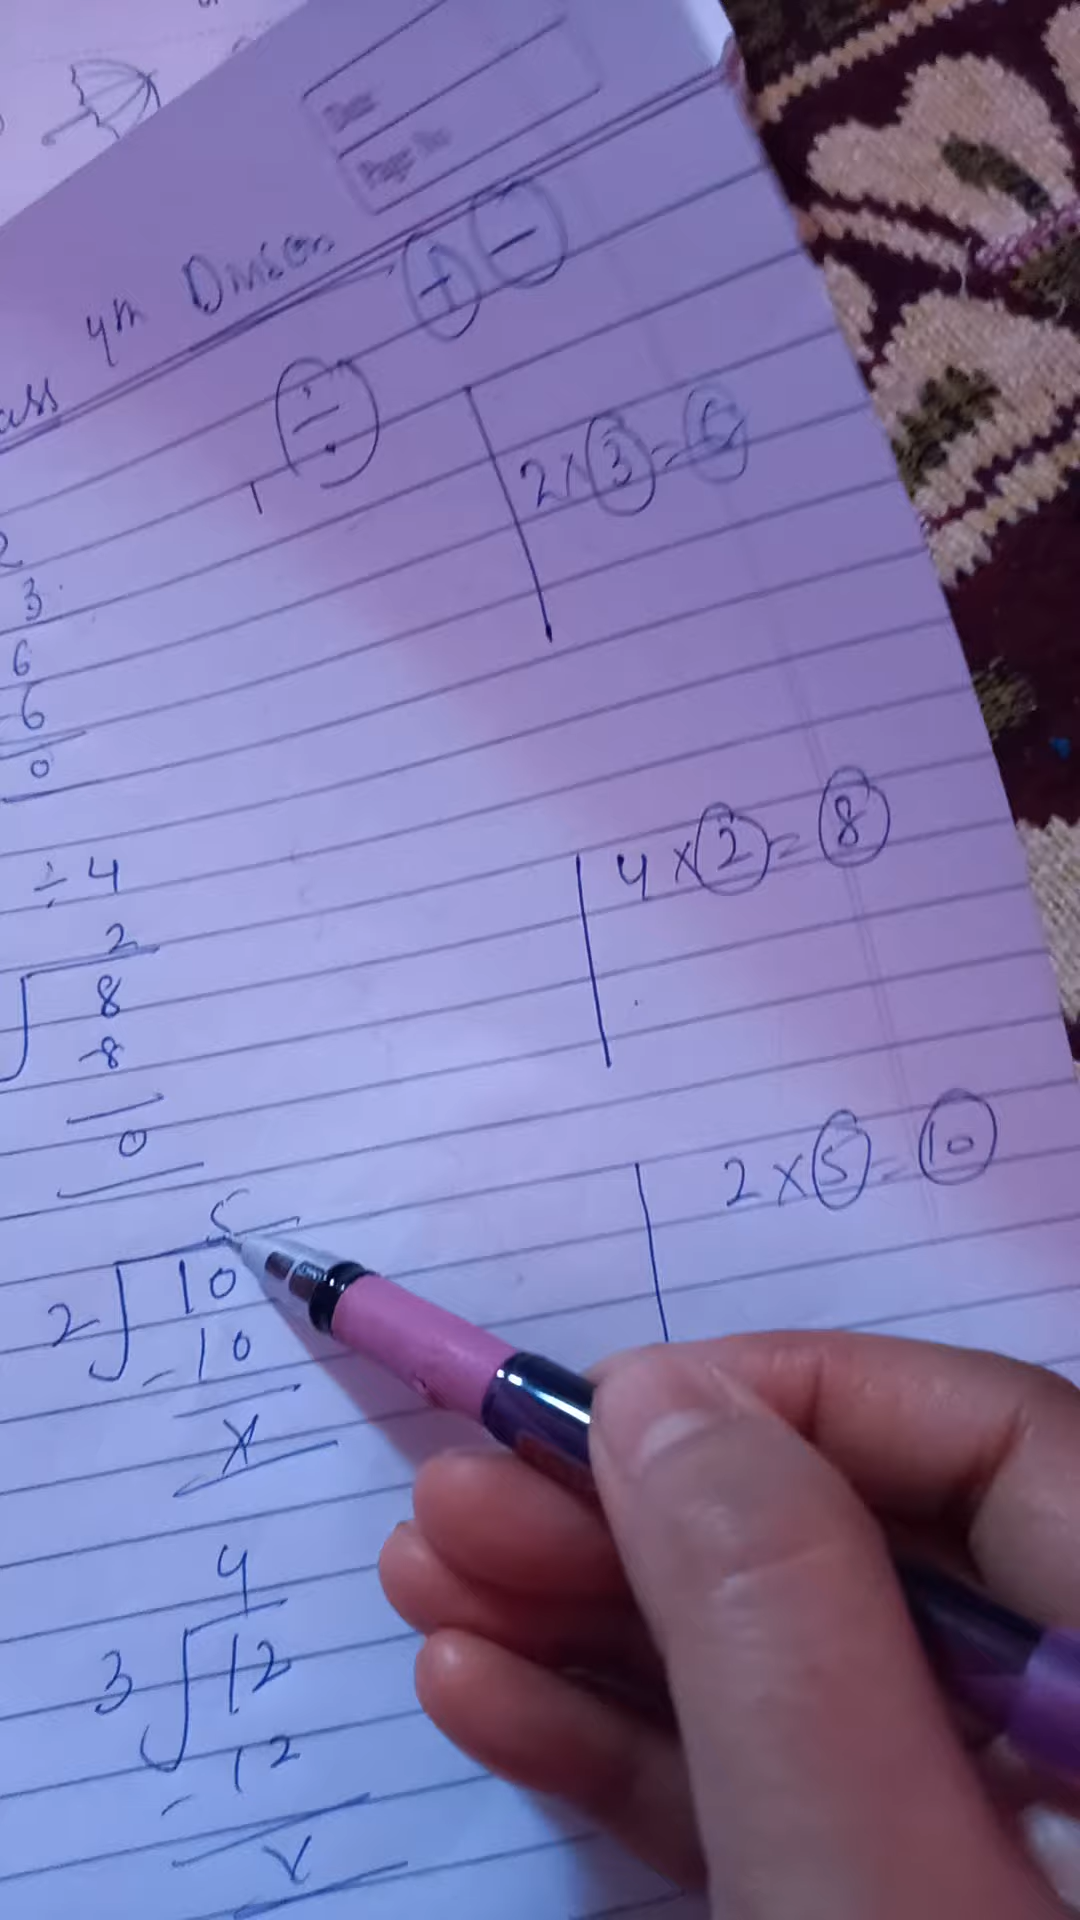 Date
Page No
ass 4th Division
+ -
÷
2 × 3 = 6
2
3
6
- 6
0
÷ 4
4 × 2 = 8
2
8
-8
0
5
2 × 5 = 10
2 10
- 10
x
4
3 12
- 12
x